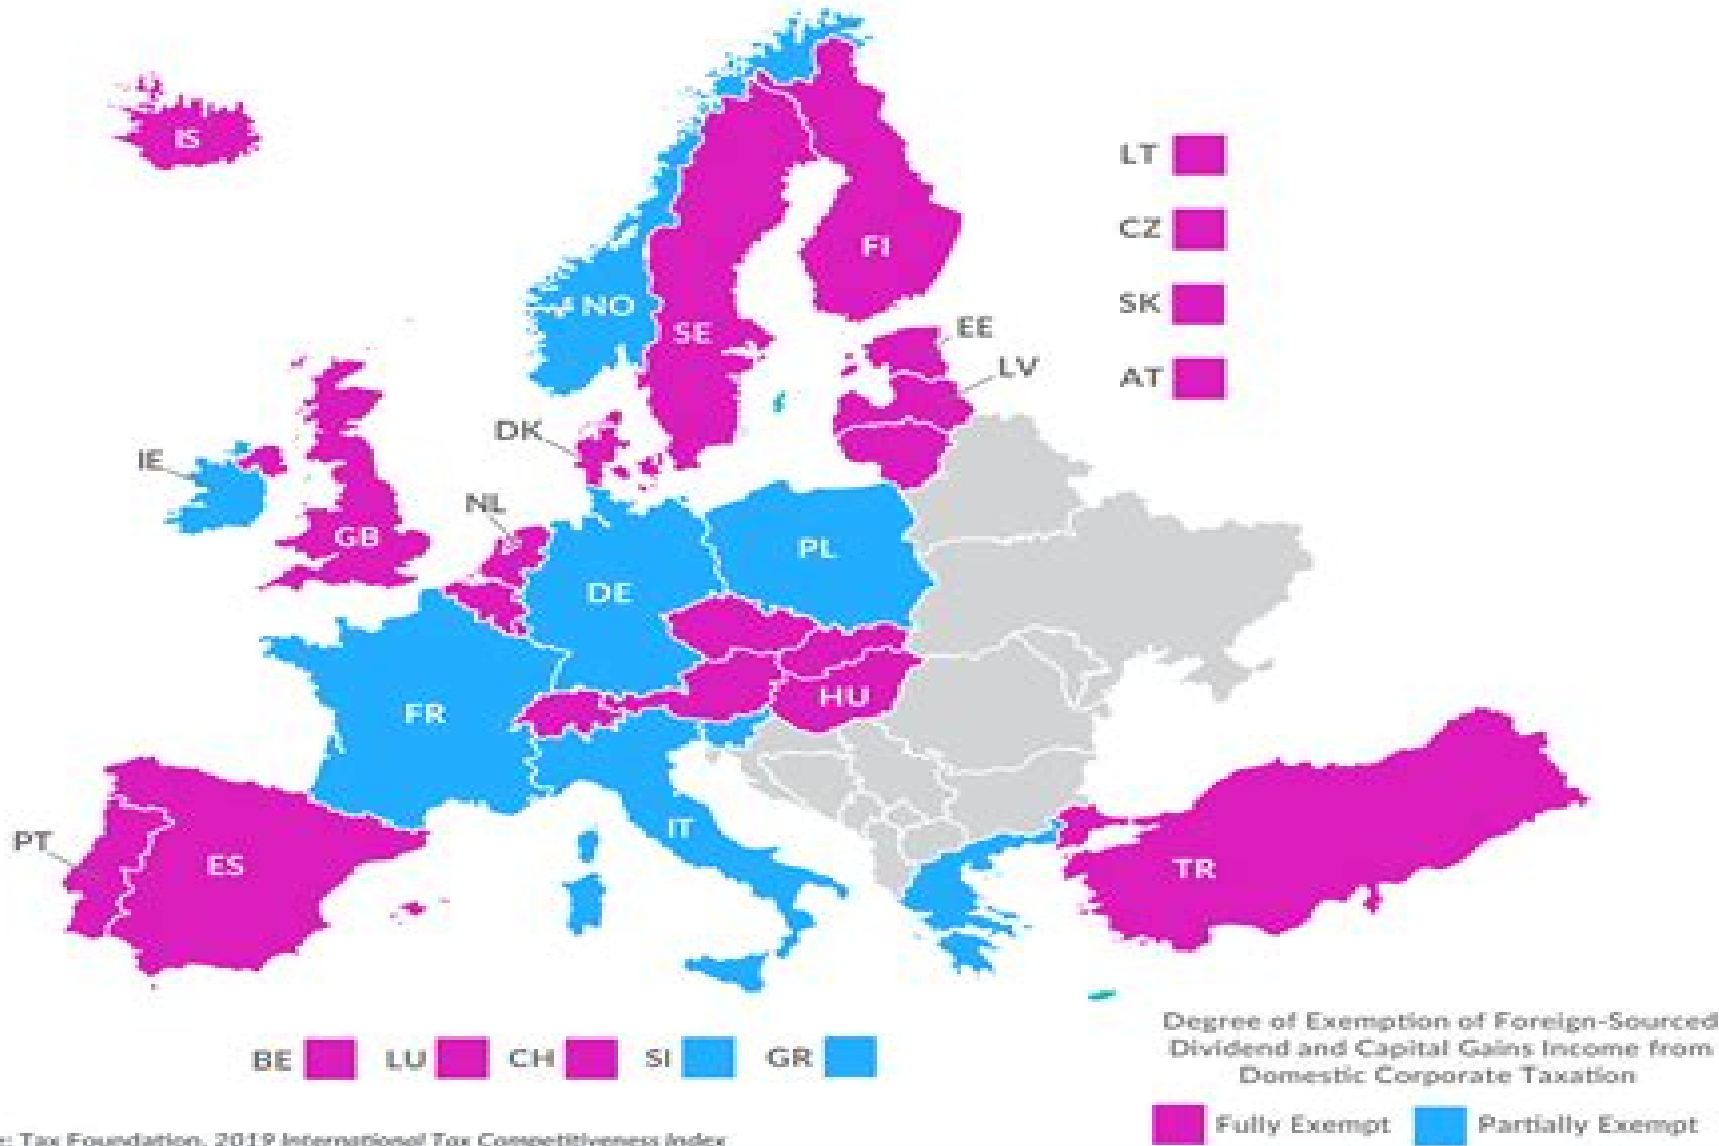 IS
LT
CZ
FI
NO
SK
SE
EE
LV
AT
DK
IE
NL
GB
PL
DE
HU
FR
IT
PT
ES
TR
BE LU CH SI GR
Degree of Exemption of Foreign-Sourced
Dividend and Capital Gains Income from
Domestic Corporate Taxation
Fully Exempt Partially Exempt
e: Tax Foundation, 2019 International Tax Competitiveness Index